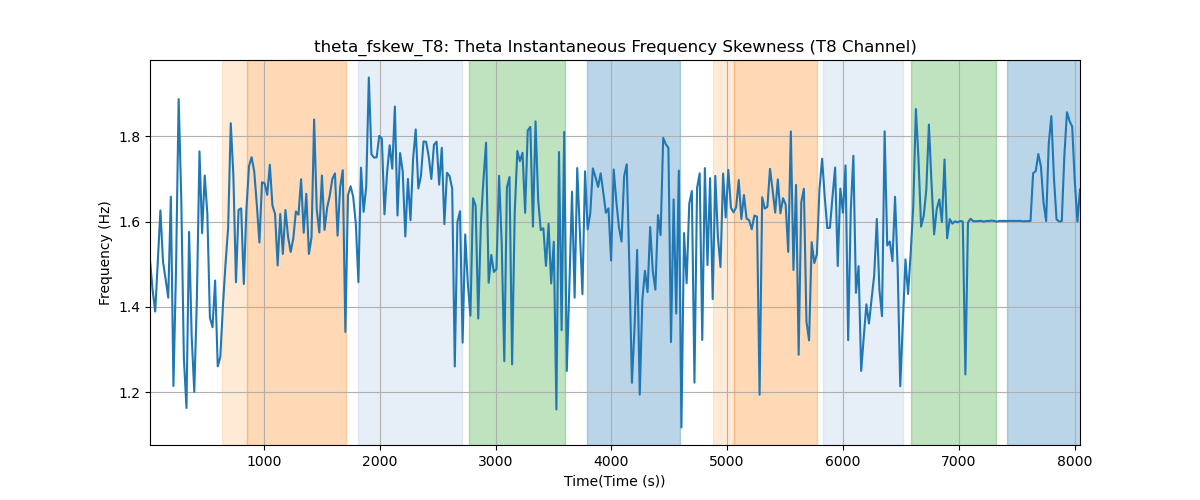 theta_fskew_T8: Theta Instantaneous Frequency Skewness (T8 Channel)
Frequency (Hz)
1.8
1.6
1.4
1.2
1000 2000 3000 4000 5000 6000 7000 8000
Time(Time (s))